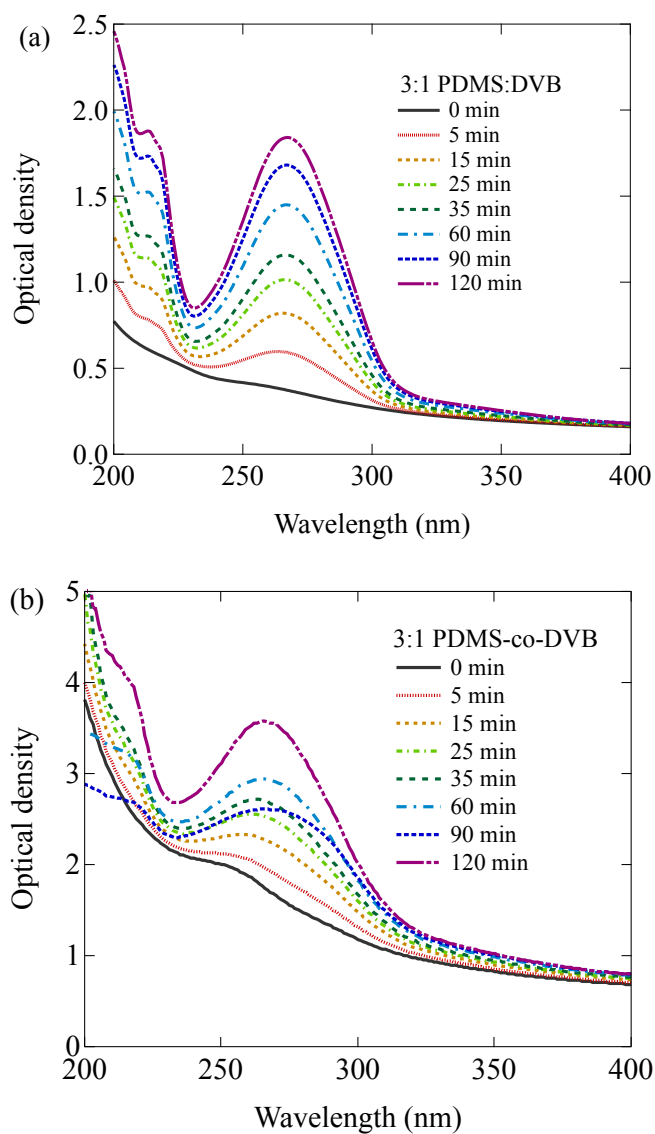 (a)
2.5
2.0
1.5
1.0
0.5
0.0
Optical density
3:1 PDMS:DVB
0 min
5 min
15 min
25 min
35 min
60 min
90 min
120 min
200
250
300
350
400
Wavelength (nm)
(b)
5
4
3
2
1
0
Optical density
3:1 PDMS-co-DVB
0 min
5 min
15 min
25 min
35 min
60 min
90 min
120 min
200
250
300
350
400
Wavelength (nm)